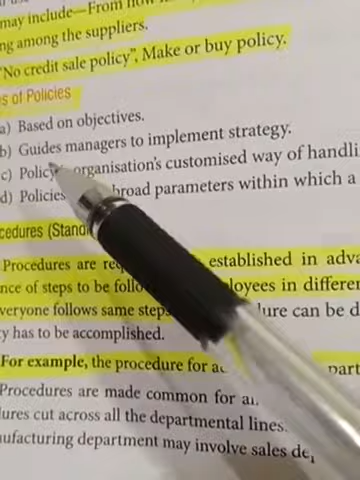 may include—From how
ng among the suppliers.
"No credit sale policy", Make or buy policy.
s of Policies
a) Based on objectives.
b) Guides managers to implement strategy.
c) Policy organisation's customised way of handli
d) Policies broad parameters within which a
cedures (Stand
Procedures are req established in adva
nce of steps to be follo loyees in differen
veryone follows same steps lure can be d
y has to be accomplished.
For example, the procedure for a part
Procedures are made common for al
ures cut across all the departmental lines.
ufacturing department may involve sales de